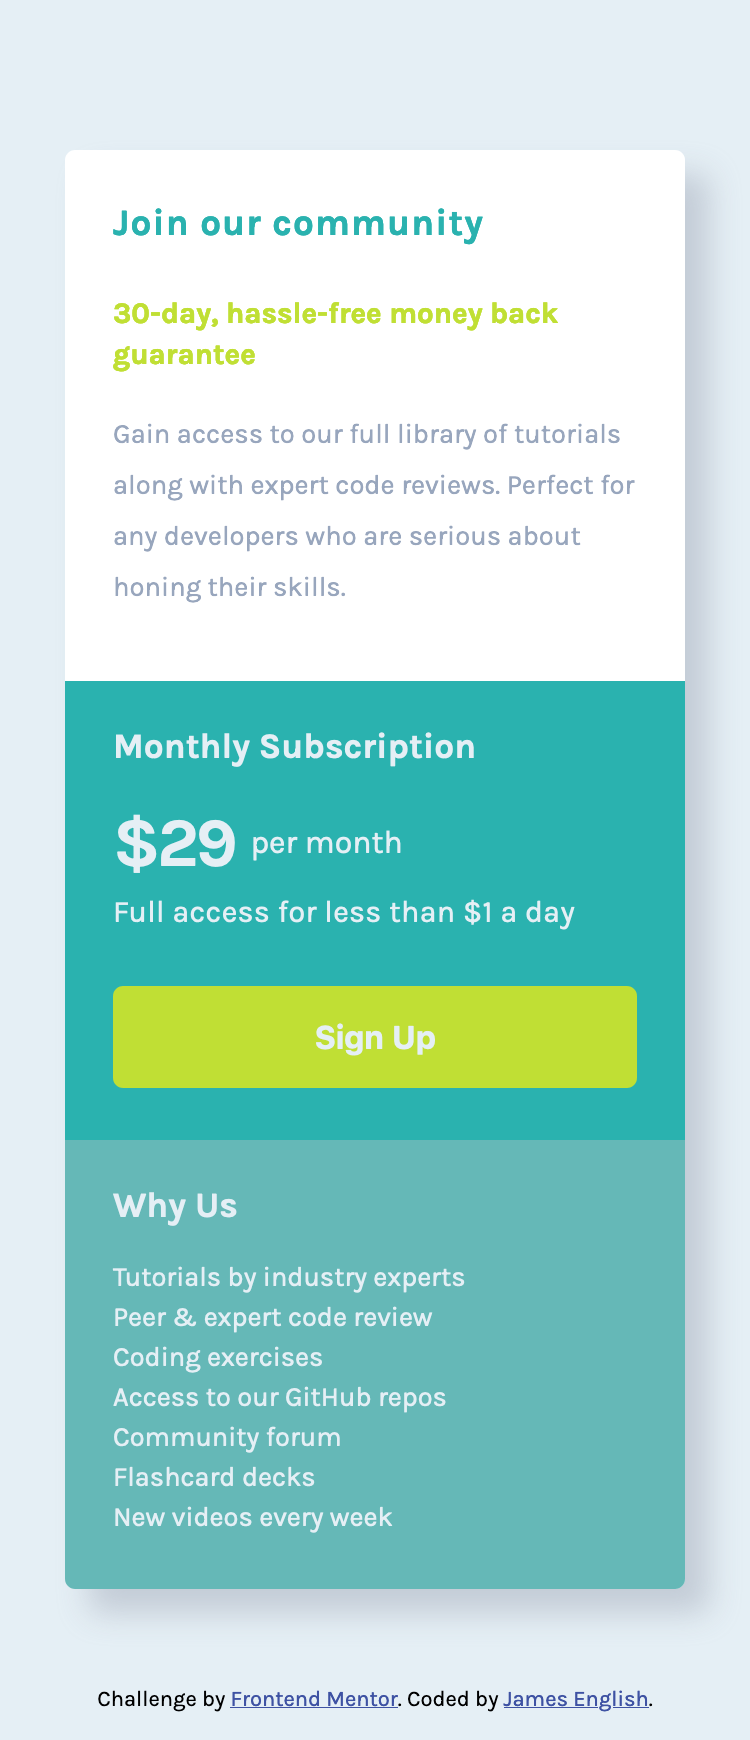 Join our community
30-day, hassle-free money back
guarantee
Gain access to our full library of tutorials
along with expert code reviews. Perfect for
any developers who are serious about
honing their skills.
Monthly Subscription
$29 per month
Full access for less than $1 a day
Sign Up
Why Us
Tutorials by industry experts
Peer & expert code review
Coding exercises
Access to our GitHub repos
Community forum
Flashcard decks
New videos every week
Challenge by Frontend Mentor. Coded by James English.